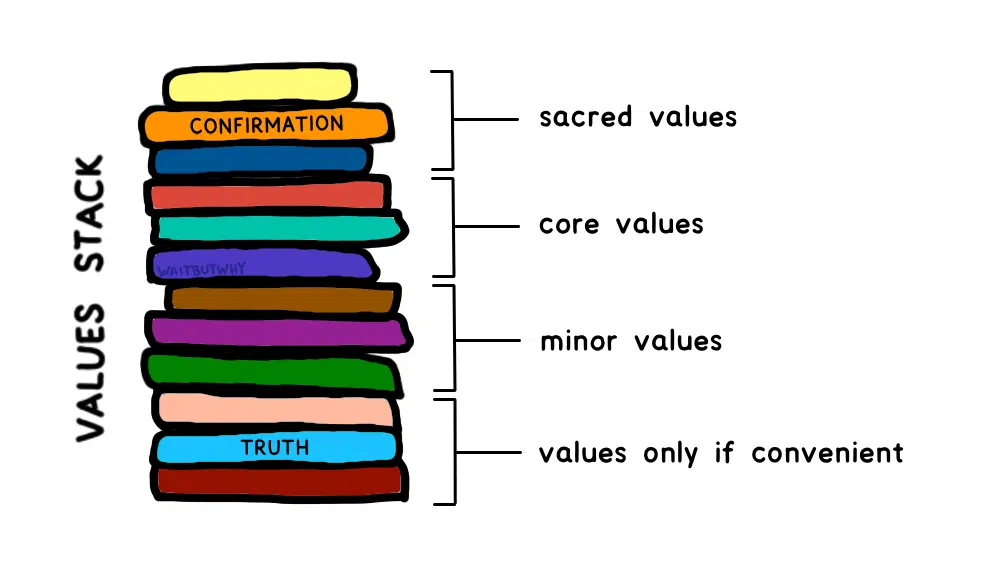 VALUES STACK
CONFIRMATION
sacred values
core values
WAITBUTWHY
minor values
TRUTH
values only if convenient